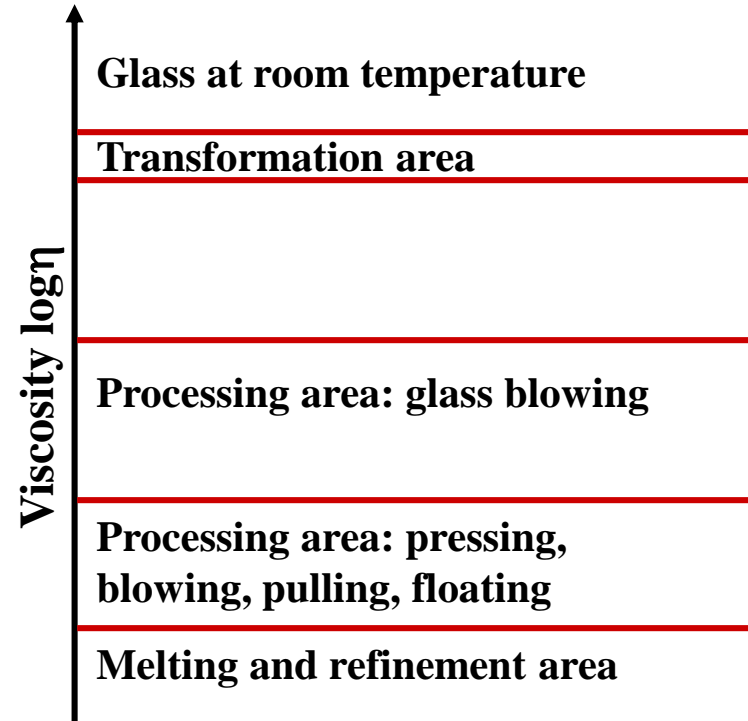 Glass at room temperature
Transformation area
Viscosity logη
Processing area: glass blowing
Processing area: pressing,
blowing, pulling, floating
Melting and refinement area